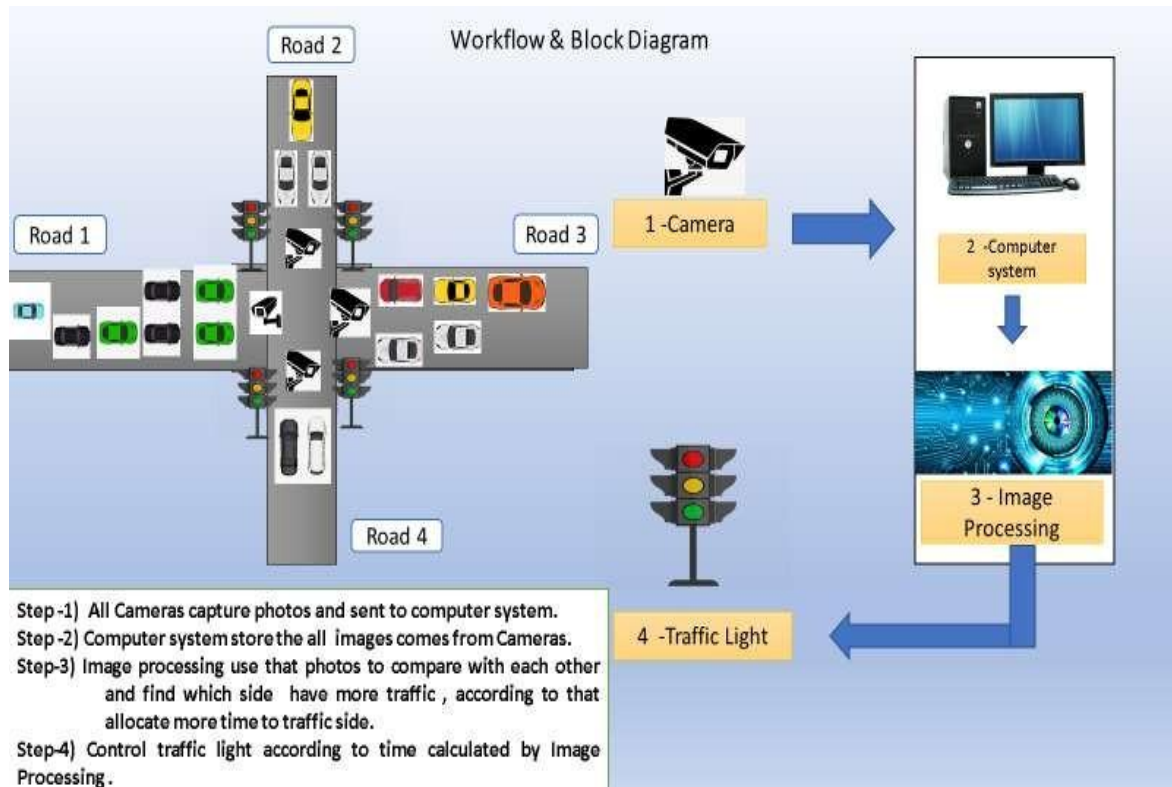 Workflow & Block Diagram
Road 2
Road 1
Road 3
Road 4
1 -Camera
2 -Computer
system
3 - Image
Processing
4 -Traffic Light
Step -1) All Cameras capture photos and sent to computer system.
Step -2) Computer system store the all images comes from Cameras.
Step-3) Image processing use that photos to compare with each other
and find which side have more traffic , according to that
allocate more time to traffic side.
Step-4) Control traffic light according to time calculated by Image
Processing .